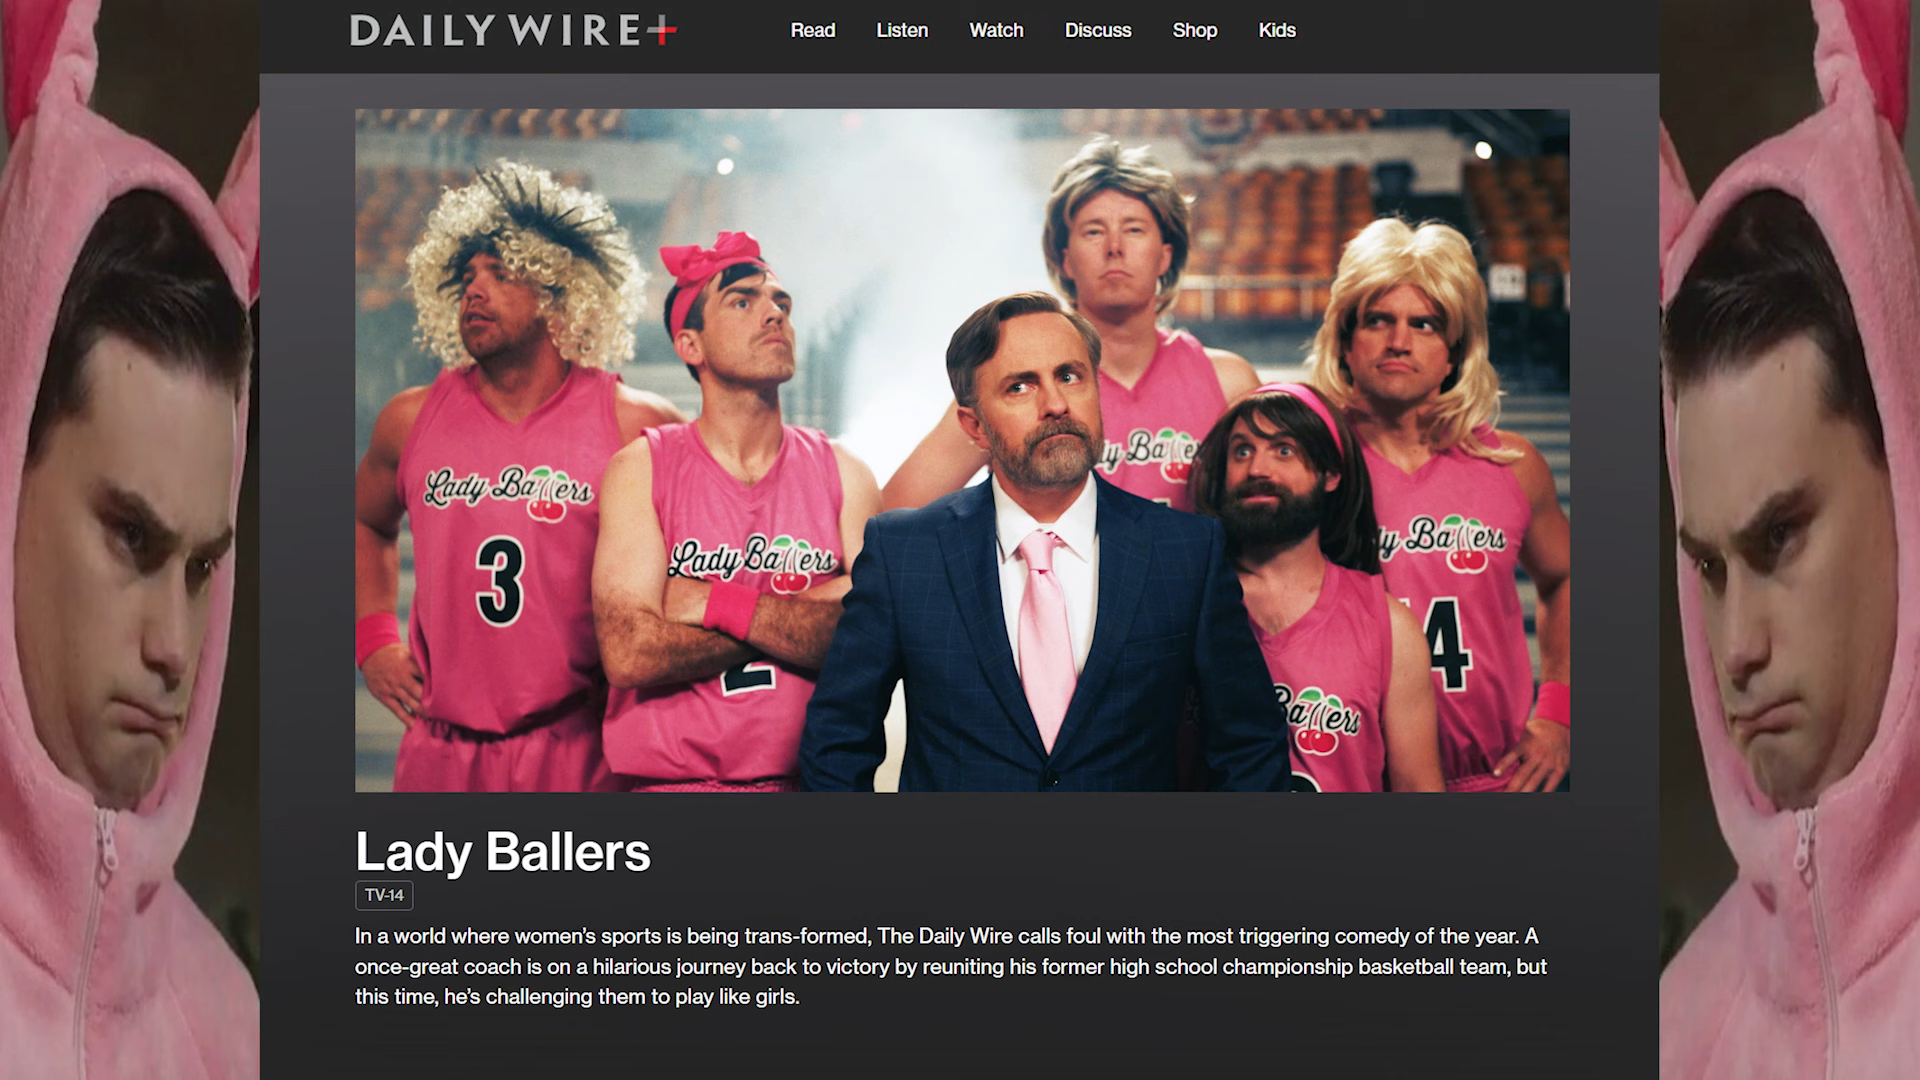 DAILY WIRE+
Read Listen Watch Discuss Shop Kids
Lady Ballers
3
Lady Ballers
2
Lady Ballers
Lady Ballers
14
Ballers
Lady Ballers
TV-14
In a world where women's sports is being trans-formed, The Daily Wire calls foul with the most triggering comedy of the year. A
once-great coach is on a hilarious journey back to victory by reuniting his former high school championship basketball team, but
this time, he's challenging them to play like girls.